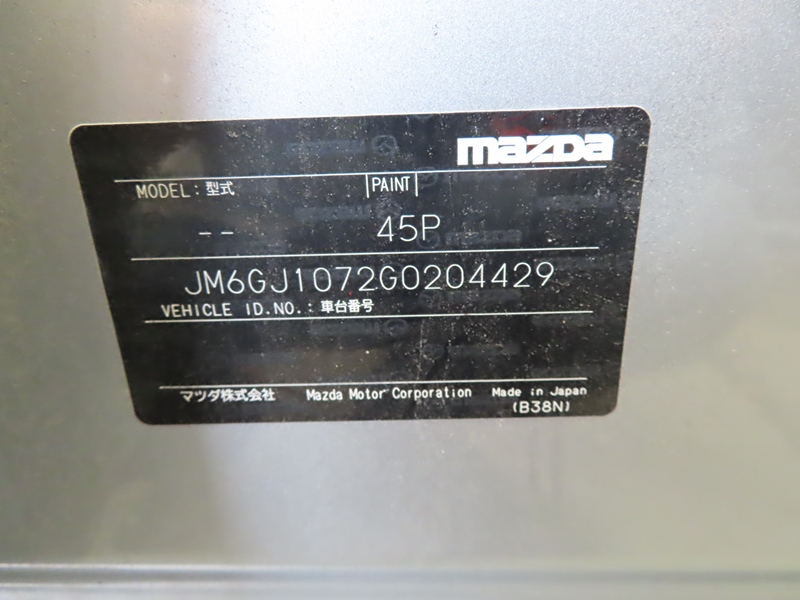 mazda
MODEL : 型式 PAINT
-- 45P
JM6GJ1072G0204429
VEHICLE ID.NO. : 車台番号
マツダ株式会社 Mazda Motor Corporation Made in Japan
(B38N)